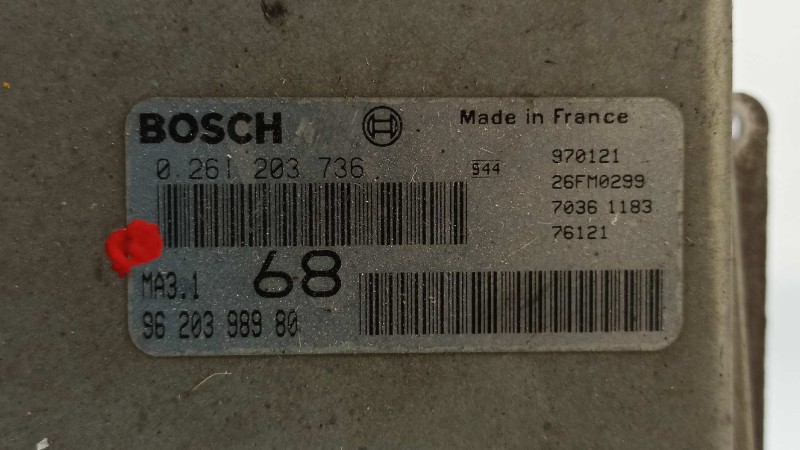 BOSCH
Made in France
0 261 203 736
S44
970121
26FM0299
7036 1183
76121
MA3.1
68
96 203 989 80